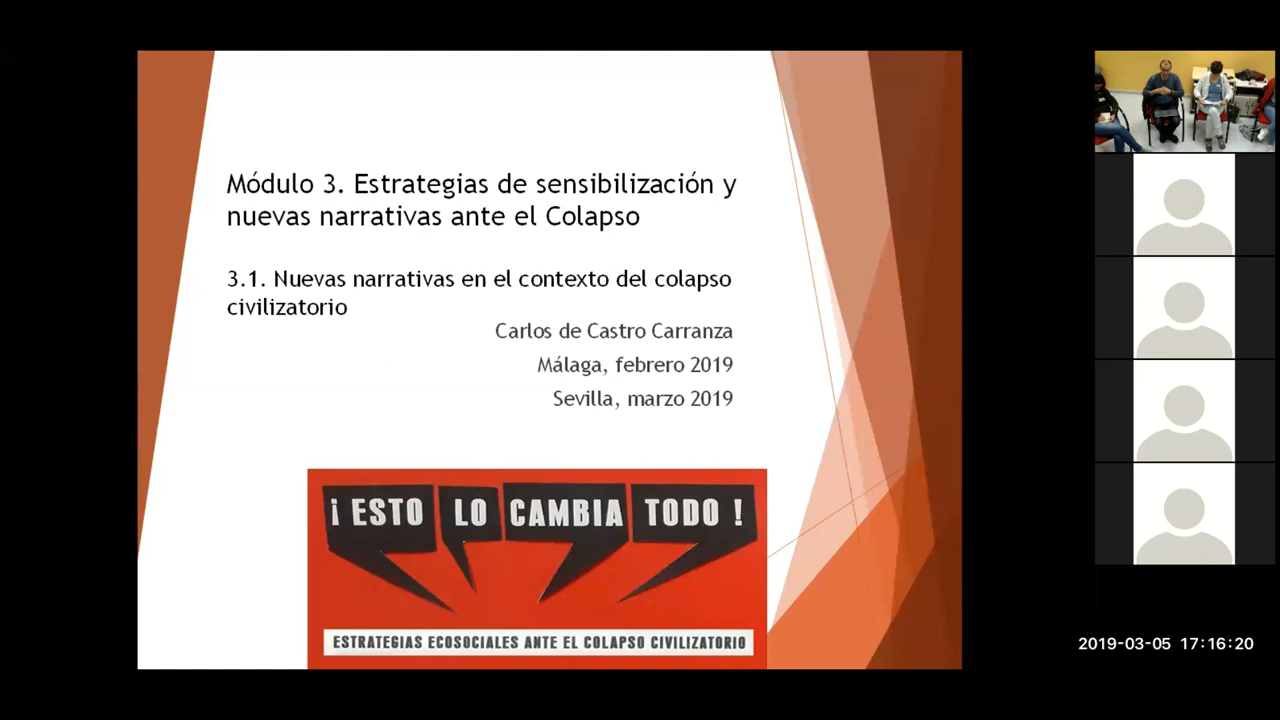 Módulo 3. Estrategias de sensibilización y
nuevas narrativas ante el Colapso
3.1. Nuevas narrativas en el contexto del colapso
civilizatorio
Carlos de Castro Carranza
Málaga, febrero 2019
Sevilla, marzo 2019
¡ ESTO LO CAMBIA TODO !
ESTRATEGIAS ECOSOCIALES ANTE EL COLAPSO CIVILIZATORIO
2019-03-05 17:16:20